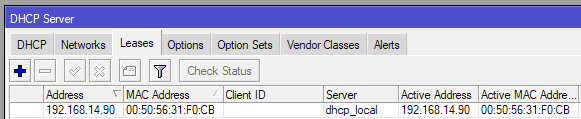 DHCP Server
DHCP Networks Leases Options Option Sets Vendor Classes Alerts
Check Status
Address MAC Address Client ID Server Active Address Active MAC Addre...
192.168.14.90 00:50:56:31:F0:CB dhcp_local 192.168.14.90 00:50:56:31:F0:CB